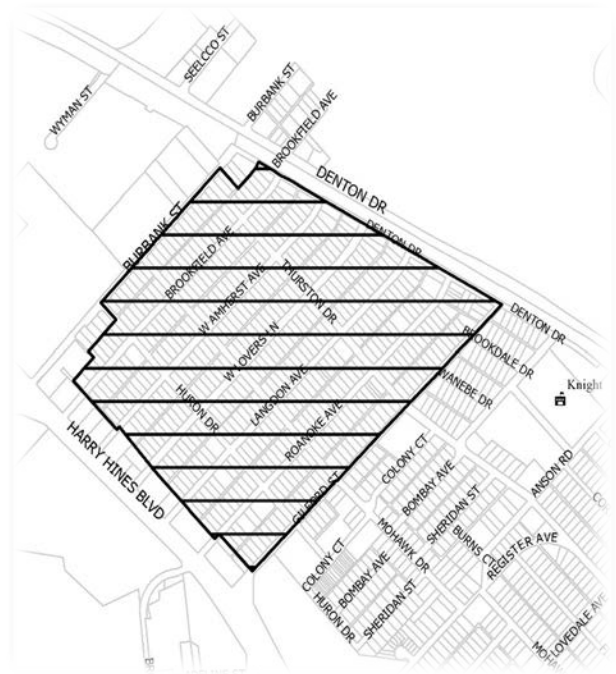 SEELCCO ST
WYMAN ST
BURBANK ST
BROOKFIELD AVE
DENTON DR
BURBANK ST
DENTON DR
BROOKFIELD AVE
THURSTON DR
W AMHERST AVE
DENTON DR
W LOVERS LN
BROOKDALE DR
WANEBE DR
Knight
HURON DR
LANGDON AVE
ROANOKE AVE
HARRY HINES BLVD
COLONY CT
ANSON RD
BOMBAY AVE
GILFORD ST
SHERIDAN ST
MOHAWK DR
BURNS CT
REGISTER AVE
COLONY CT
BOMBAY AVE
HURON DR
SHERIDAN ST
LOVEDALE AVE